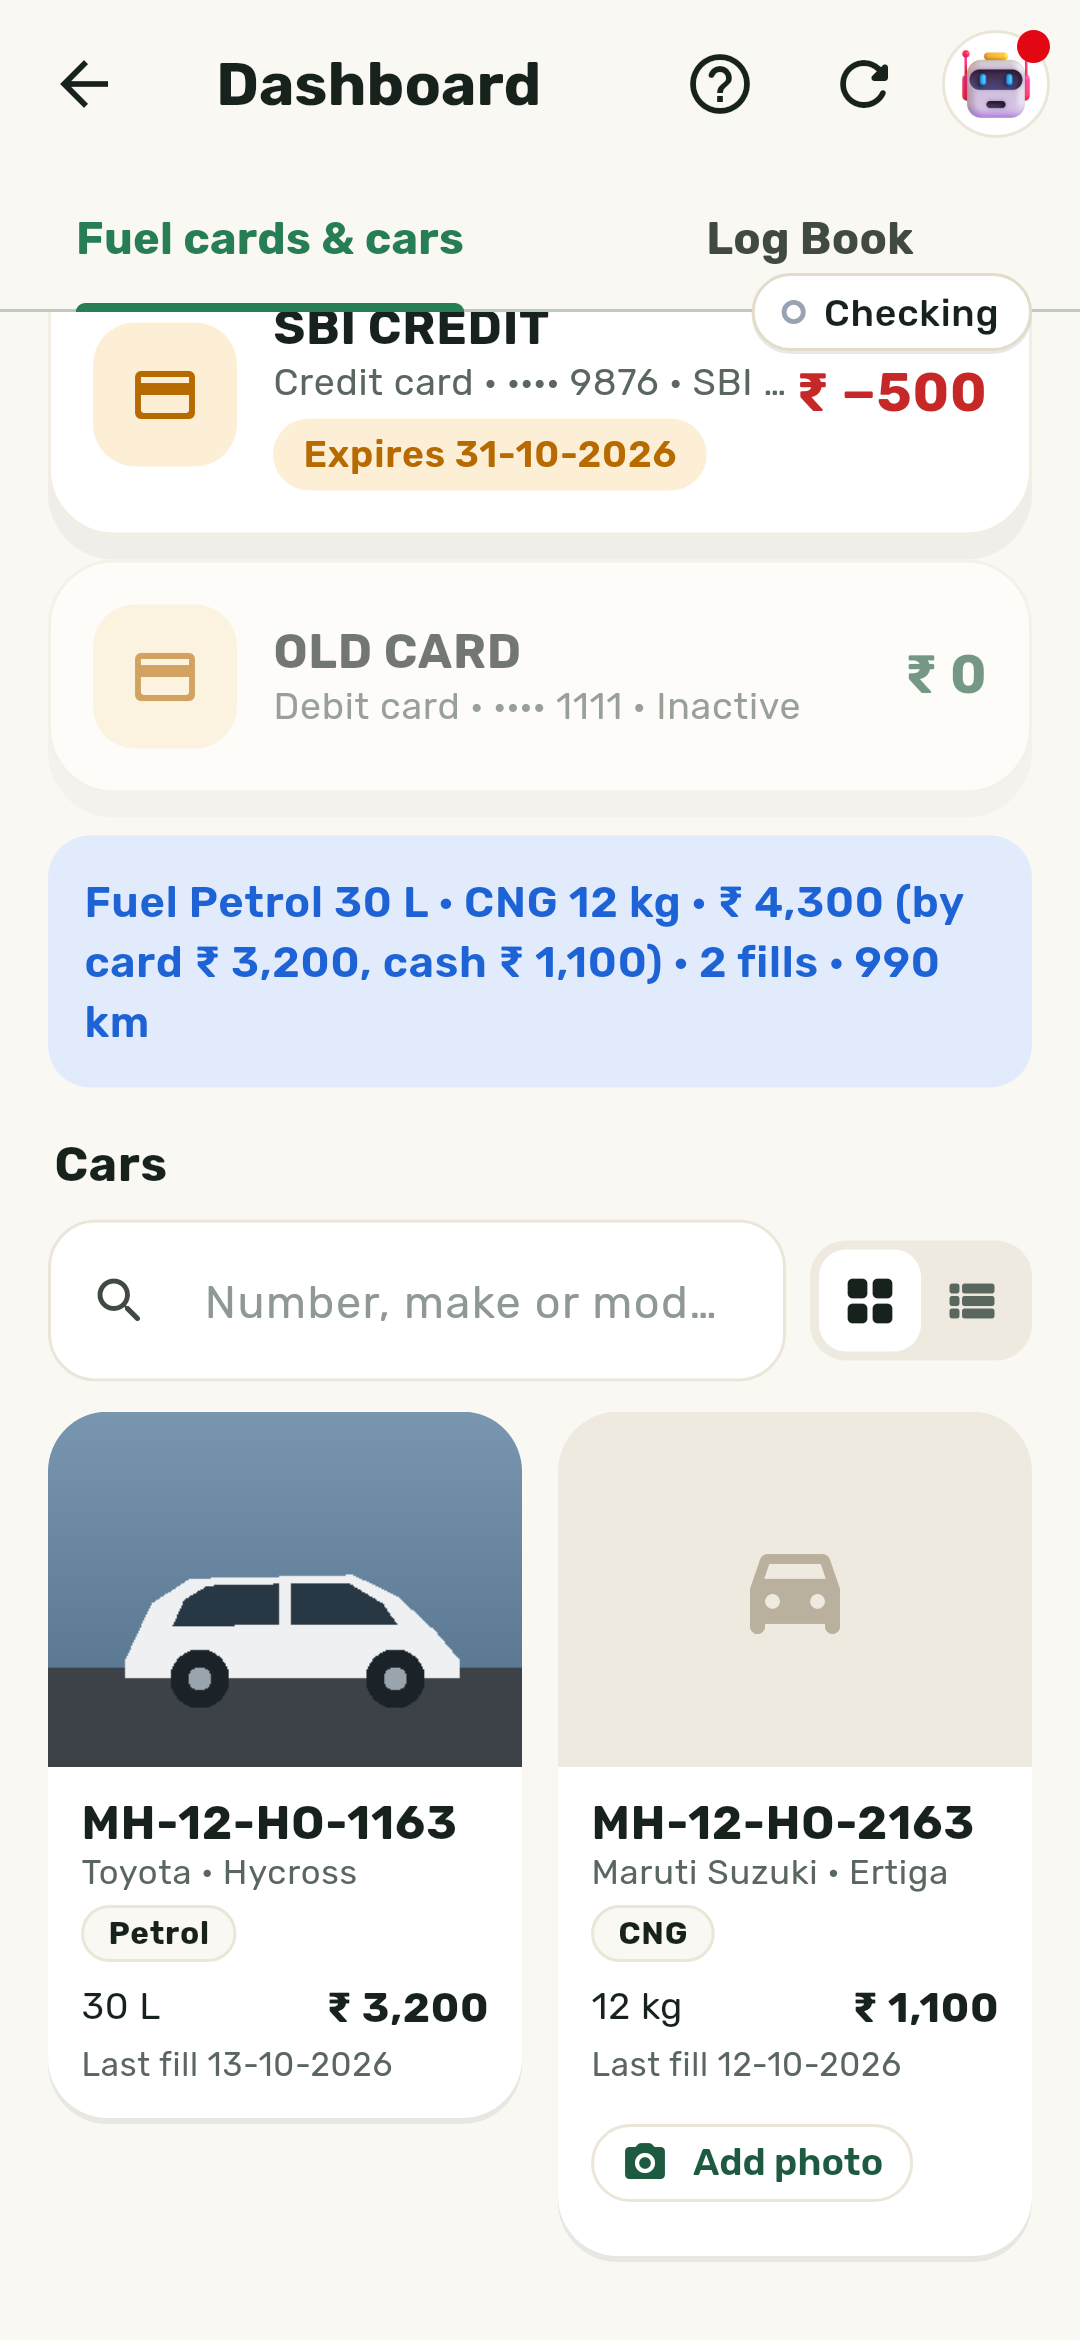 Dashboard
Fuel cards & cars
Log Book
Checking
SBI CREDIT
Credit card • •••• 9876 • SBI …
₹ −500
Expires 31-10-2026
OLD CARD
Debit card • •••• 1111 • Inactive
₹ 0
Fuel Petrol 30 L • CNG 12 kg • ₹ 4,300 (by
card ₹ 3,200, cash ₹ 1,100) • 2 fills • 990
km
Cars
Number, make or mod…
MH-12-HO-1163
Toyota • Hycross
Petrol
30 L ₹ 3,200
Last fill 13-10-2026
MH-12-HO-2163
Maruti Suzuki • Ertiga
CNG
12 kg ₹ 1,100
Last fill 12-10-2026
Add photo